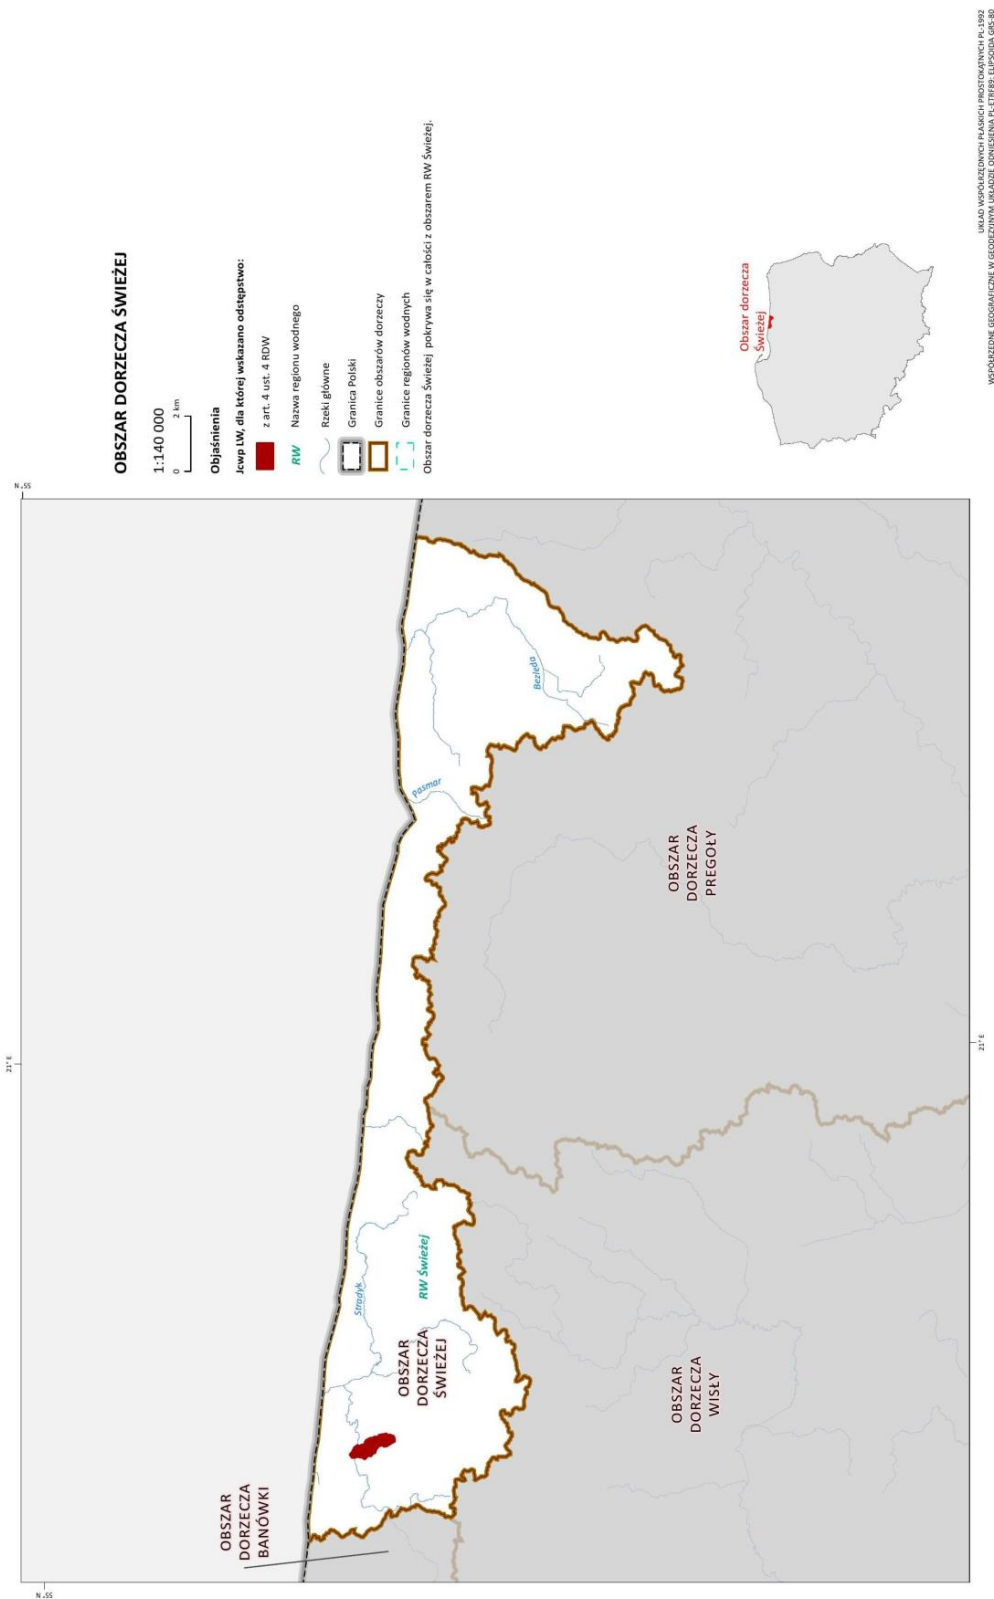 OBSZAR DORZECZA ŚWIEŻEJ
1:140 000
0 2 km
Objaśnienia
Jcwp LW, dla której wskazano odstępstwo:
z art. 4 ust. 4 RDW
RW Nazwa regionu wodnego
Rzeki główne
Granica Polski
Granice obszarów dorzeczy
Granice regionów wodnych
Obszar dorzecza Świeżej pokrywa się w całości z obszarem RW Świeżej.
Obszar dorzecza
Świeżej
UKŁAD WSPÓŁRZĘDNYCH PŁASKICH PROSTOKĄTNYCH PL-1992
WSPÓŁRZĘDNE GEOGRAFICZNE W GEODEZYJNYM UKŁADZIE ODNIESIENIA PL-ETRF89; ELIPSOIDA GRS-80
21° E
21° E
OBSZAR
DORZECZA
BANÓWKI
Stradyk
RW Świeżej
OBSZAR
DORZECZA
ŚWIEŻEJ
Pasmar
Bezleda
OBSZAR
DORZECZA
WISŁY
OBSZAR
DORZECZA
PREGOŁY